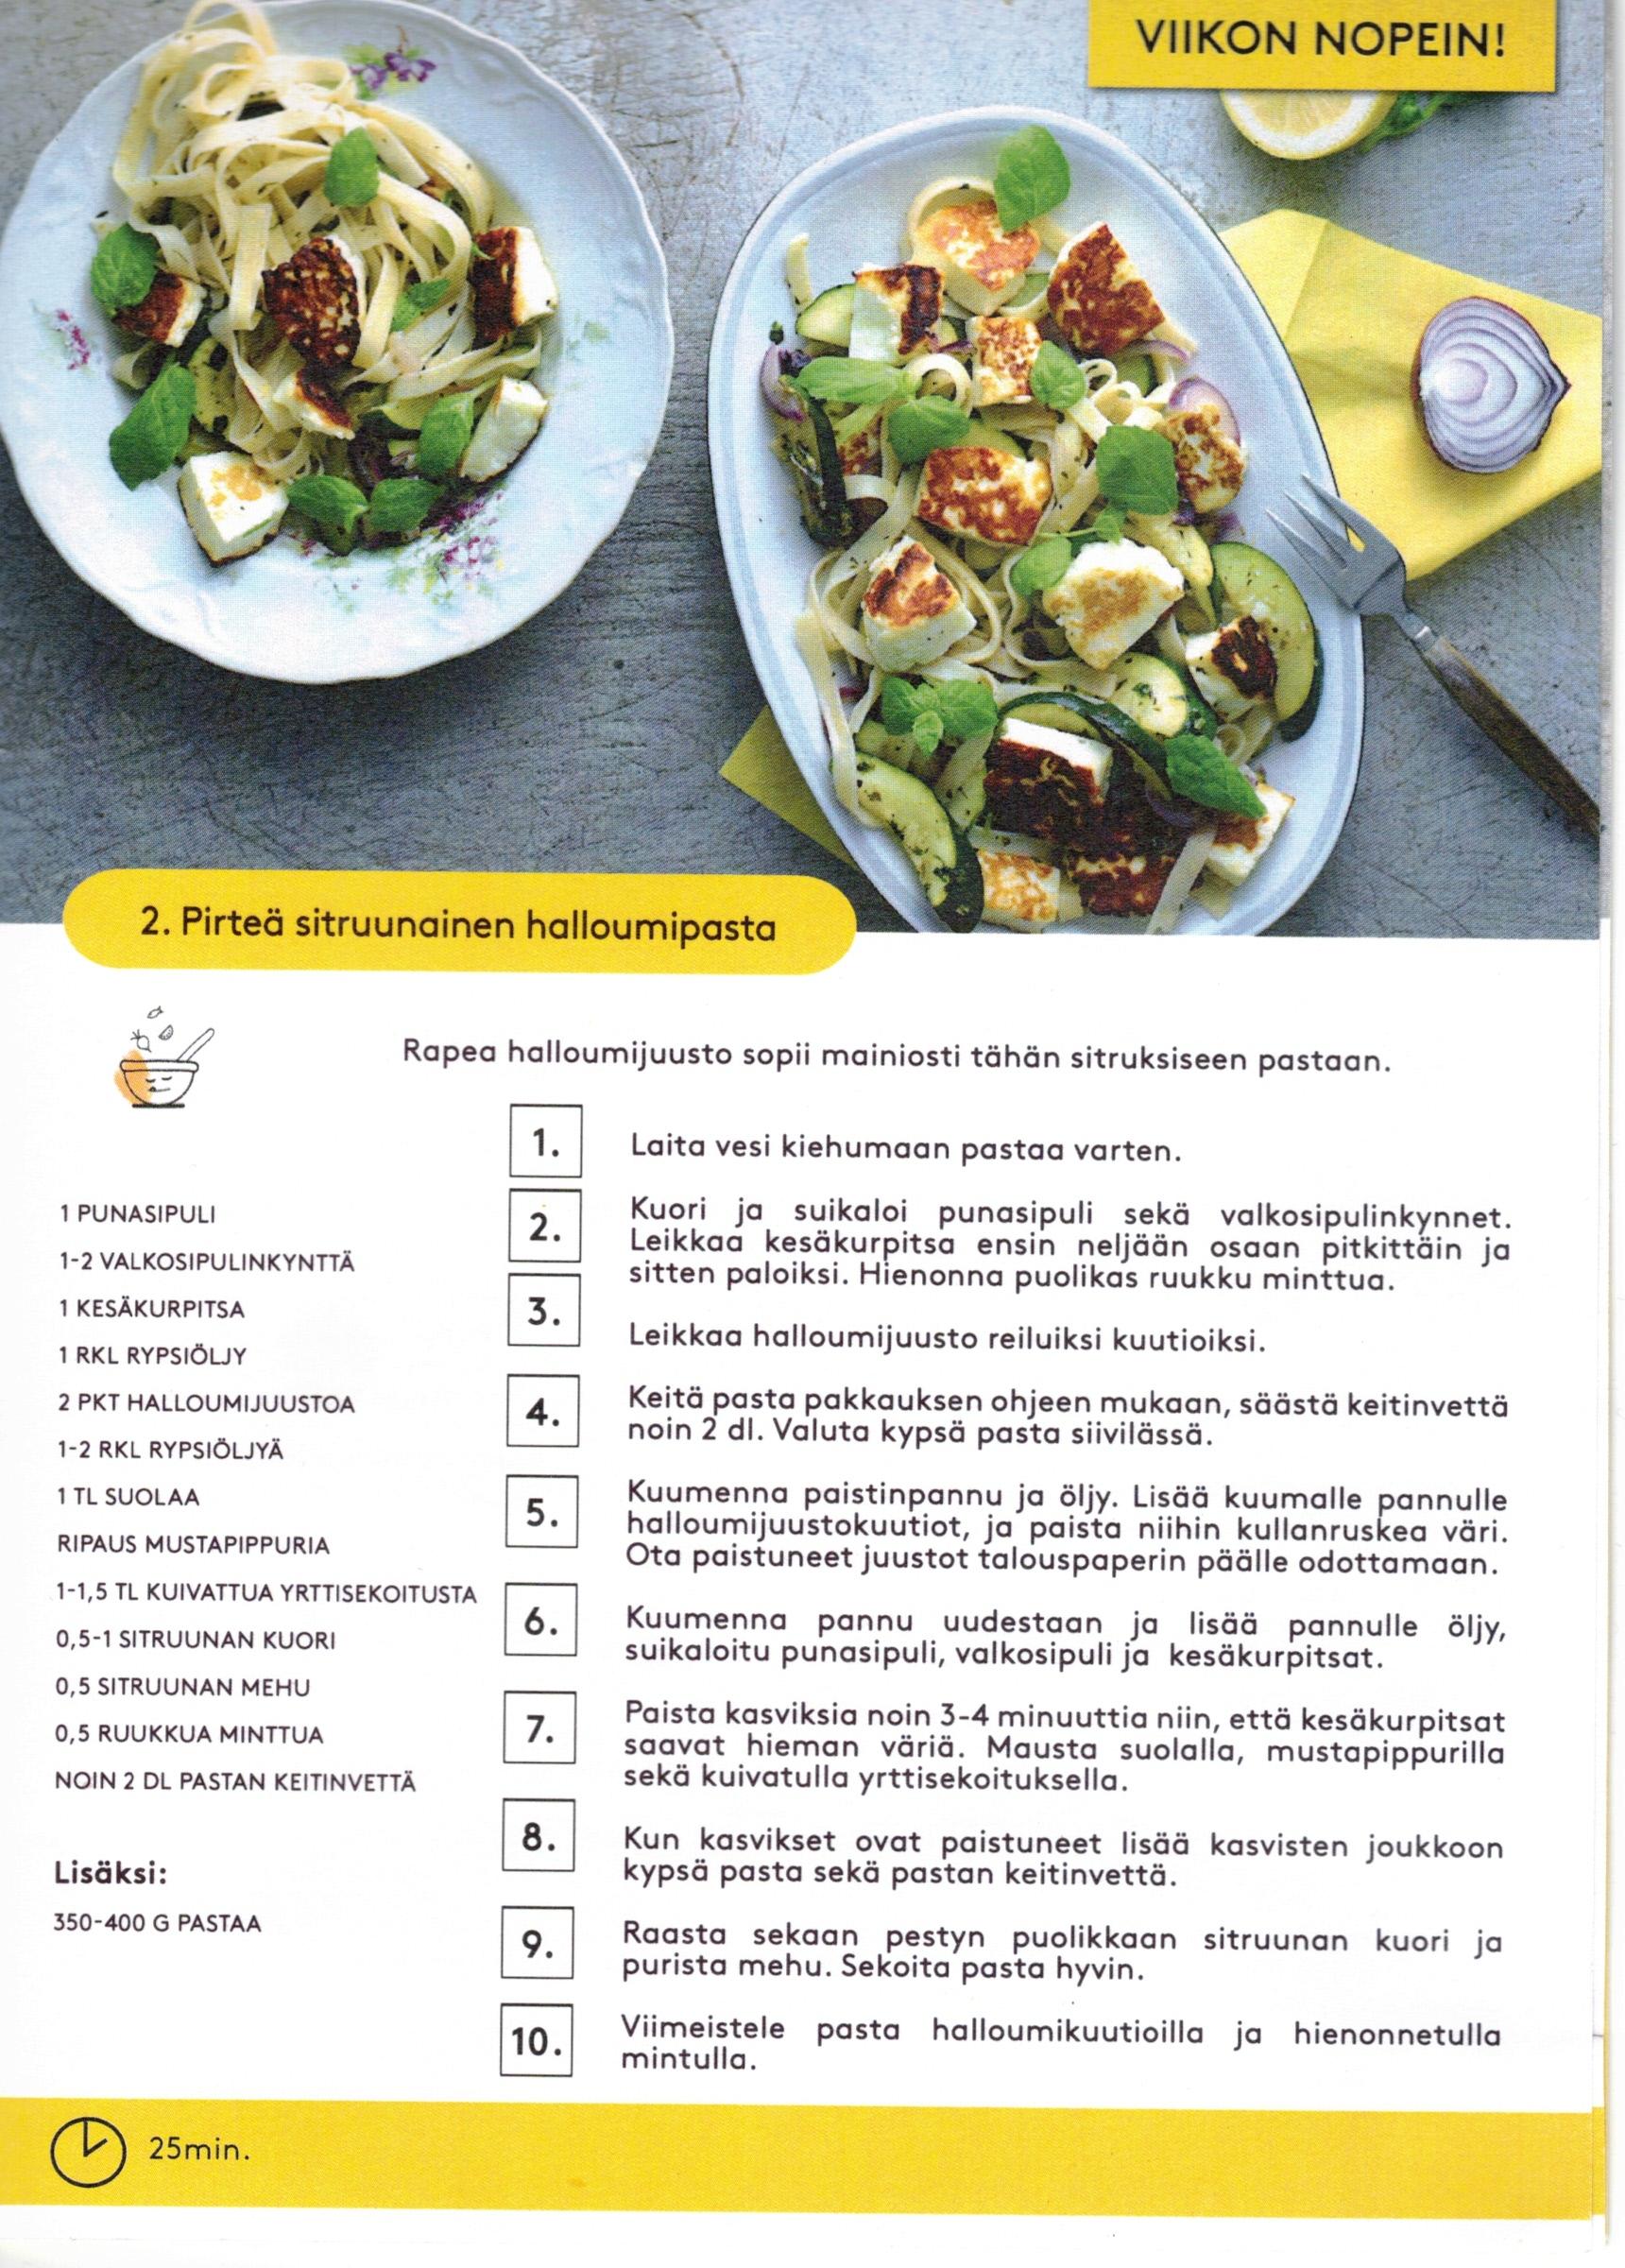 VIIKON NOPEIN!
2. Pirteä sitruunainen halloumipasta
Rapea halloumijuusto sopii mainiosti tähän sitruksiseen pastaan.
1 PUNASIPULI
1-2 VALKOSIPULINKYNTTÄ
1 KESÄKURPITSA
1 RKL RYPSIÖLJY
2 PKT HALLOUMIJUUSTOA
1-2 RKL RYPSIÖLJYÄ
1 TL SUOLAA
RIPAUS MUSTAPIPPURIA
1-1,5 TL KUIVATTUA YRTTISEKOITUSTA
0,5-1 SITRUUNAN KUORI
0,5 SITRUUNAN MEHU
0,5 RUUKKUA MINTTUA
NOIN 2 DL PASTAN KEITINVETTÄ
Lisäksi:
350-400 G PASTAA
1. Laita vesi kiehumaan pastaa varten.
2. Kuori ja suikaloi punasipuli sekä valkosipulinkynnet.
Leikkaa kesäkurpitsa ensin neljään osaan pitkittäin ja
sitten paloiksi. Hienonna puolikas ruukku minttua.
3. Leikkaa halloumijuusto reiluiksi kuutioiksi.
4. Keitä pasta pakkauksen ohjeen mukaan, säästä keitinvettä
noin 2 dl. Valuta kypsä pasta siivilässä.
5. Kuumenna paistinpannu ja öljy. Lisää kuumalle pannulle
halloumijuustokuutiot, ja paista niihin kullanruskea väri.
Ota paistuneet juustot talouspaperin päälle odottamaan.
6. Kuumenna pannu uudestaan ja lisää pannulle öljy,
suikaloitu punasipuli, valkosipuli ja kesäkurpitsat.
7. Paista kasviksia noin 3-4 minuuttia niin, että kesäkurpitsat
saavat hieman väriä. Mausta suolalla, mustapippurilla
sekä kuivatulla yrttisekoituksella.
8. Kun kasvikset ovat paistuneet lisää kasvisten joukkoon
kypsä pasta sekä pastan keitinvettä.
9. Raasta sekaan pestyn puolikkaan sitruunan kuori ja
purista mehu. Sekoita pasta hyvin.
10. Viimeistele pasta halloumikuutioilla ja hienonnetulla
mintulla.
25min.